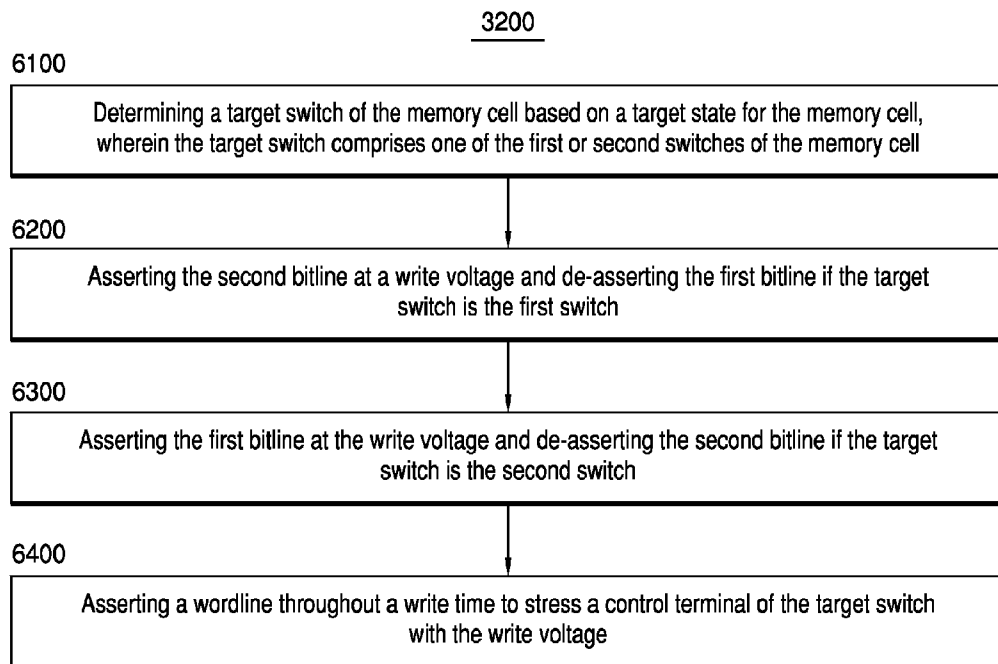 3200
6100
Determining a target switch of the memory cell based on a target state for the memory cell,
wherein the target switch comprises one of the first or second switches of the memory cell
6200
Asserting the second bitline at a write voltage and de-asserting the first bitline if the target
switch is the first switch
6300
Asserting the first bitline at the write voltage and de-asserting the second bitline if the target
switch is the second switch
6400
Asserting a wordline throughout a write time to stress a control terminal of the target switch
with the write voltage